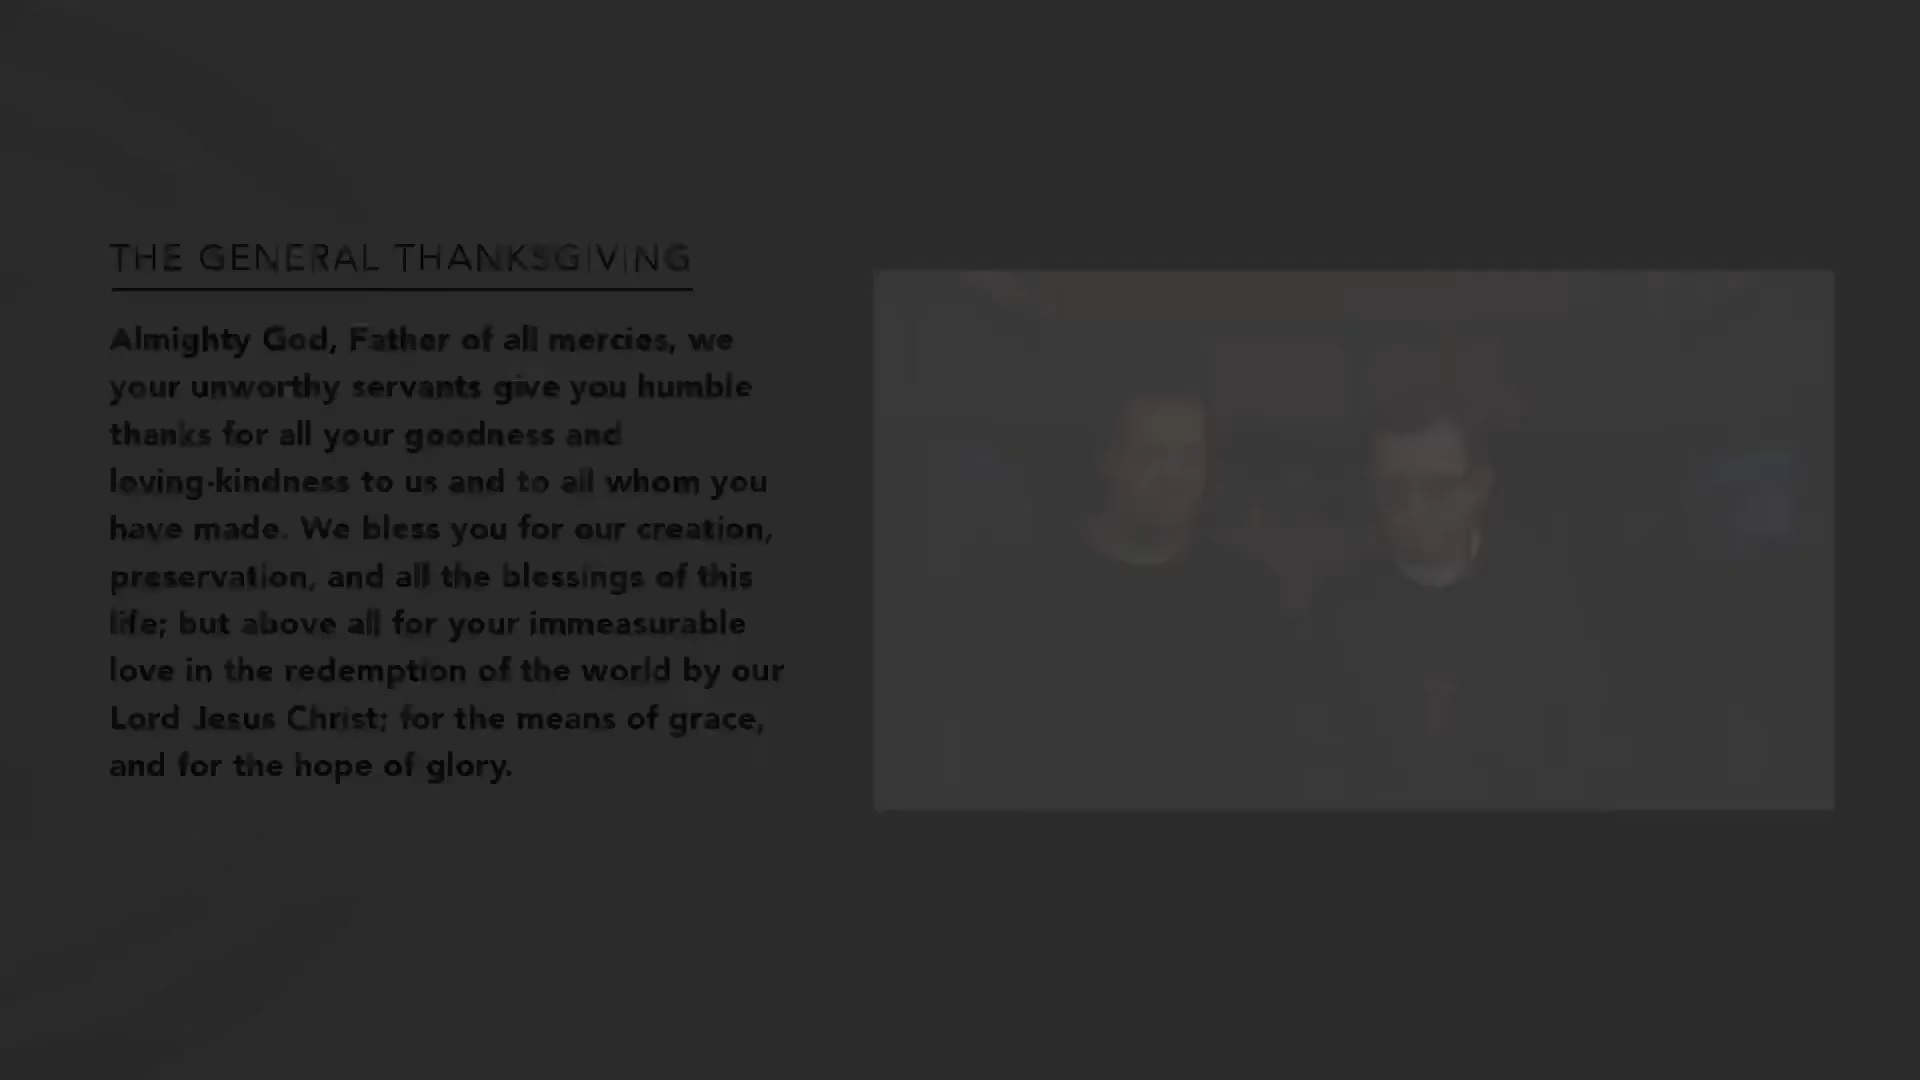 THE GENERAL THANKSGIVING
Almighty God, Father of all mercies, we
your unworthy servants give you humble
thanks for all your goodness and
loving-kindness to us and to all whom you
have made. We bless you for our creation,
preservation, and all the blessings of this
life; but above all for your immeasurable
love in the redemption of the world by our
Lord Jesus Christ; for the means of grace,
and for the hope of glory.